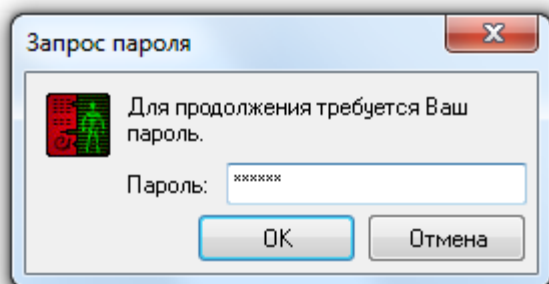 Запрос пароля
Для продолжения требуется Ваш
пароль.
Пароль: ******
OK Отмена